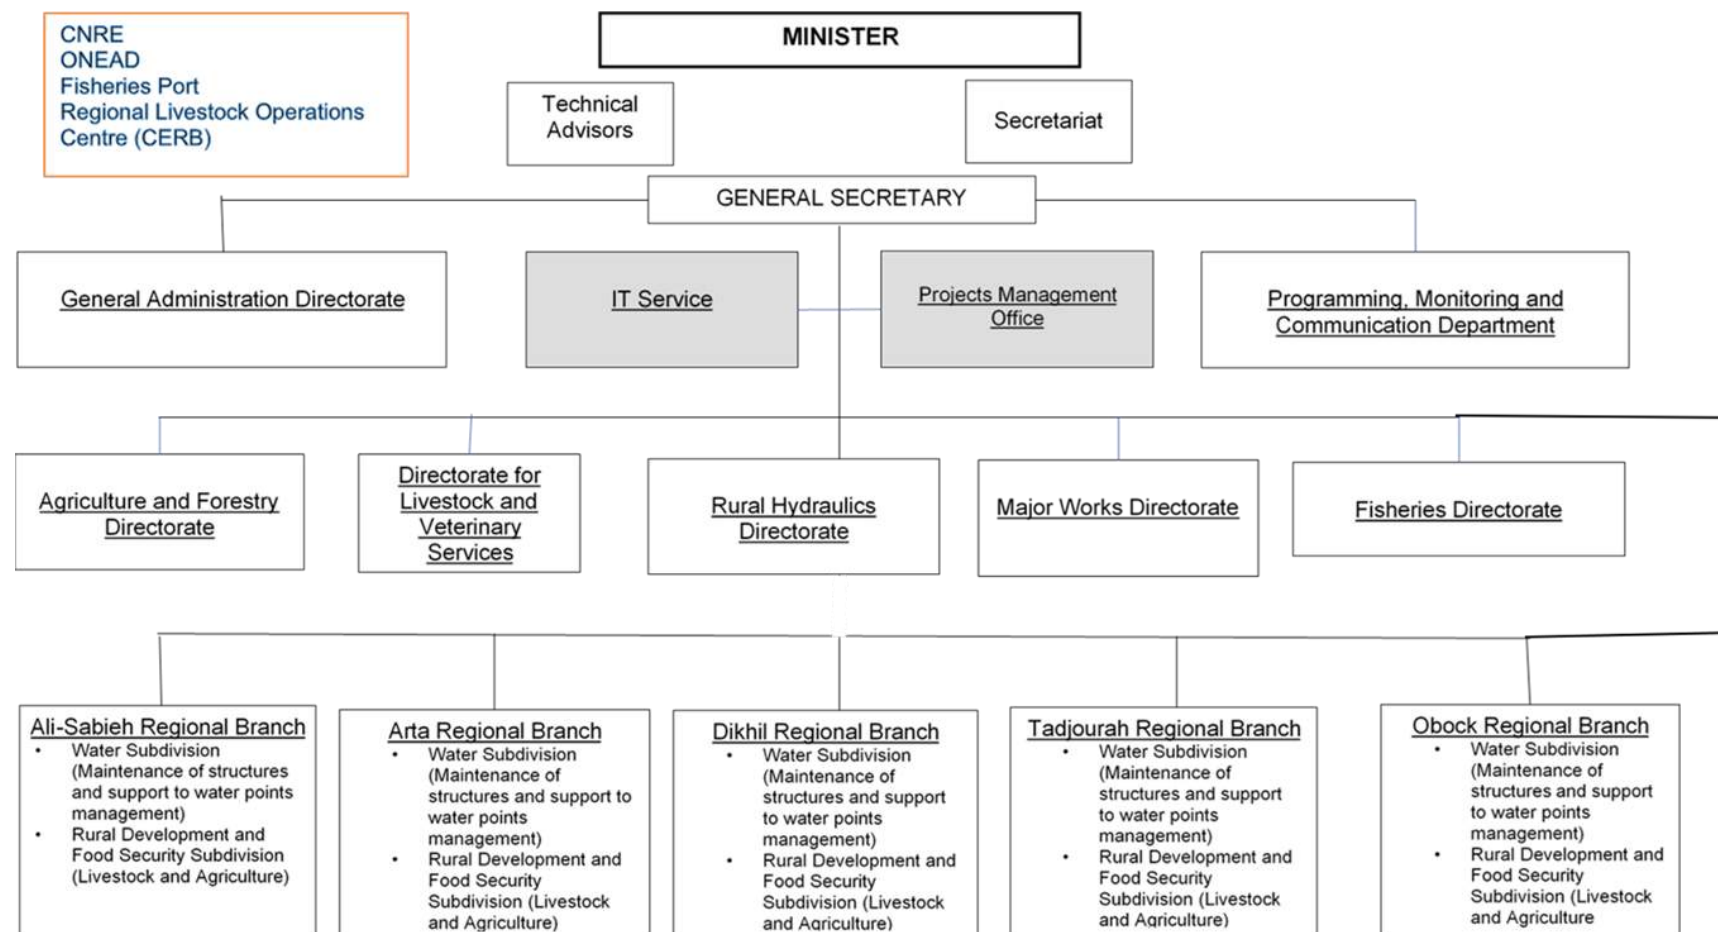 CNRE
ONEAD
Fisheries Port
Regional Livestock Operations
Centre (CERB)
MINISTER
Technical
Advisors
Secretariat
GENERAL SECRETARY
General Administration Directorate
IT Service
Projects Management
Office
Programming, Monitoring and
Communication Department
Agriculture and Forestry
Directorate
Directorate for
Livestock and
Veterinary
Services
Rural Hydraulics
Directorate
Major Works Directorate
Fisheries Directorate
Ali-Sabieh Regional Branch
• Water Subdivision
(Maintenance of structures
and support to water points
management)
• Rural Development and
Food Security Subdivision
(Livestock and Agriculture)
Arta Regional Branch
• Water Subdivision
(Maintenance of
structures and support to
water points
management)
• Rural Development and
Food Security
Subdivision (Livestock
and Agriculture)
Dikhil Regional Branch
• Water Subdivision
(Maintenance of
structures and support
to water points
management)
• Rural Development and
Food Security
Subdivision (Livestock
and Agriculture)
Tadjourah Regional Branch
• Water Subdivision
(Maintenance of
structures and support
to water points
management)
• Rural Development and
Food Security
Subdivision (Livestock
and Agriculture)
Obock Regional Branch
• Water Subdivision
(Maintenance of
structures and support
to water points
management)
• Rural Development and
Food Security
Subdivision (Livestock
and Agriculture